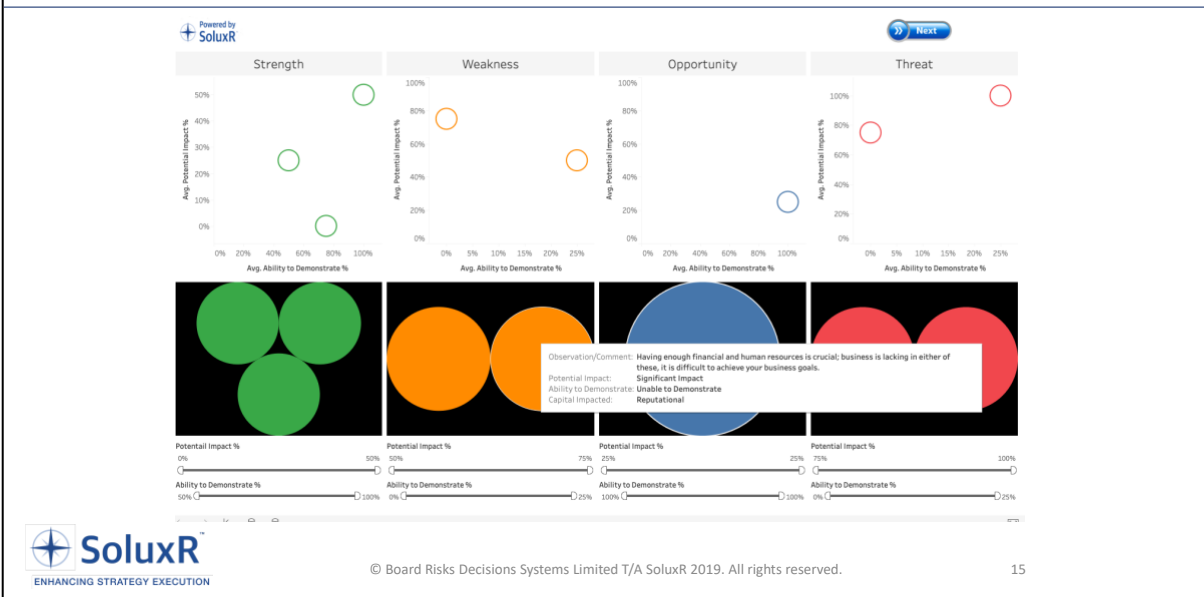 Powered by
SoluxR
Next
Strength
Weakness
Opportunity
Threat
Avg. Potential Impact %
50%
40%
30%
20%
10%
0%
0% 20% 40% 60% 80% 100%
Avg. Ability to Demonstrate %
Avg. Potential Impact %
100%
80%
60%
40%
20%
0%
0% 5% 10% 15% 20% 25%
Avg. Ability to Demonstrate %
Avg. Potential Impact %
100%
80%
60%
40%
20%
0%
0% 20% 40% 60% 80% 100%
Avg. Ability to Demonstrate %
Avg. Potential Impact %
100%
80%
60%
40%
20%
0%
0% 5% 10% 15% 20% 25%
Avg. Ability to Demonstrate %
Observation/Comment: Having enough financial and human resources is crucial; business is lacking in either of
these, it is difficult to achieve your business goals.
Potential Impact: Significant Impact
Ability to Demonstrate: Unable to Demonstrate
Capital Impacted: Reputational
Potentail Impact %
0% 50%
Ability to Demonstrate %
50% 100%
Potential Impact %
50% 75%
Ability to Demonstrate %
0% 25%
Potential Impact %
25% 25%
Ability to Demonstrate %
100% 100%
Potential Impact %
75% 100%
Ability to Demonstrate %
0% 25%
SoluxR™
ENHANCING STRATEGY EXECUTION
© Board Risks Decisions Systems Limited T/A SoluxR 2019. All rights reserved.
15